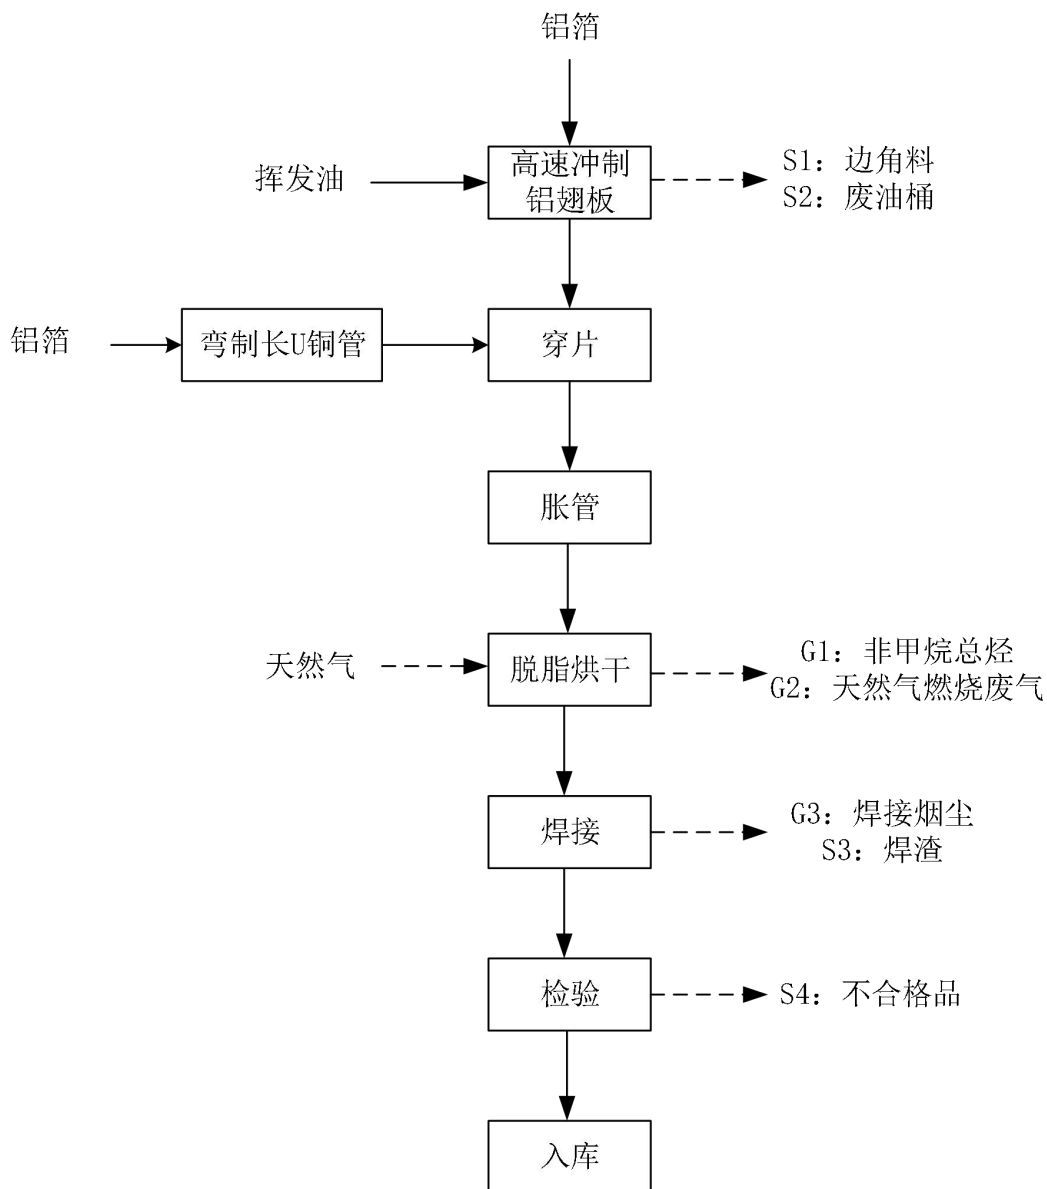 铝箔
挥发油
高速冲制
铝翅板
S1: 边角料
S2: 废油桶
铝箔
弯制长U铜管
穿片
胀管
天然气
脱脂烘干
G1: 非甲烷总烃
G2: 天然气燃烧废气
焊接
G3: 焊接烟尘
S3: 焊渣
检验
S4: 不合格品
入库